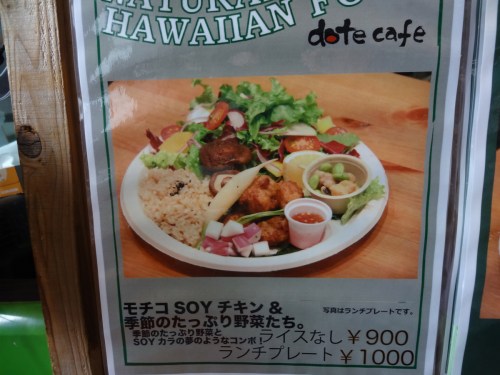 NATURAL
HAWAIIAN FO
dote cafe
モチコ SOY チキン &
季節のたっぷり野菜たち。
写真はランチプレートです。
季節のたっぷり野菜と
SOY カラの夢のようなコンボ！
ライスなし ¥900
ランチプレート ¥1000